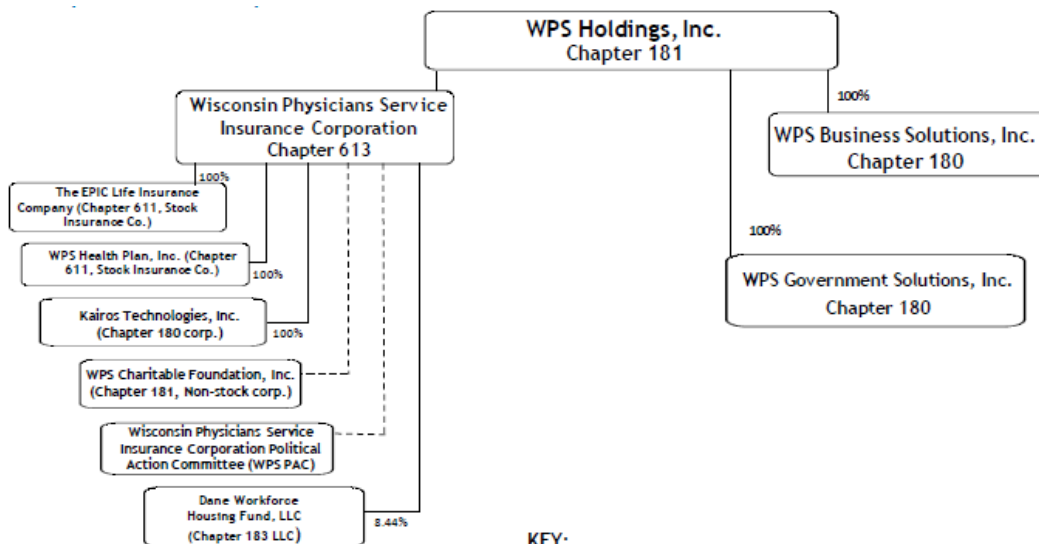 WPS Holdings, Inc.
Chapter 181
Wisconsin Physicians Service
Insurance Corporation
Chapter 613
100%
WPS Business Solutions, Inc.
Chapter 180
100%
The EPIC Life Insurance
Company (Chapter 611, Stock
Insurance Co.)
100%
WPS Government Solutions, Inc.
Chapter 180
WPS Health Plan, Inc. (Chapter
611, Stock Insurance Co.)
100%
Kairos Technologies, Inc.
(Chapter 180 corp.)
100%
WPS Charitable Foundation, Inc.
(Chapter 181, Non-stock corp.)
Wisconsin Physicians Service
Insurance Corporation Political
Action Committee (WPS PAC)
Dane Workforce
Housing Fund, LLC
(Chapter 183 LLC)
8.44%
KEY: